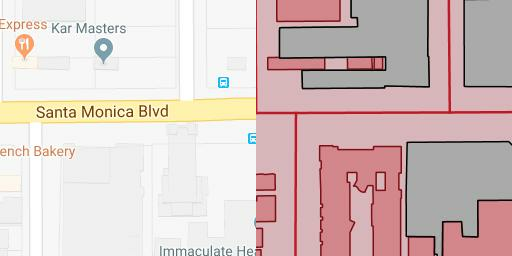 Express
Kar Masters
Santa Monica Blvd
ench Bakery
Immaculate He